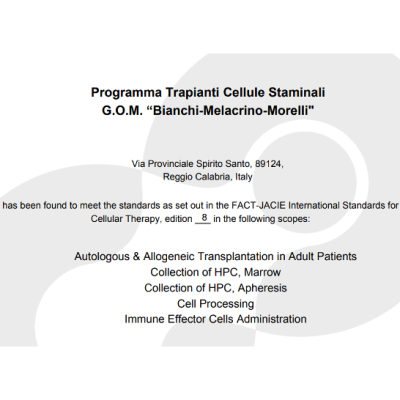 Programma Trapianti Cellule Staminali
G.O.M. “Bianchi-Melacrino-Morelli"
Via Provinciale Spirito Santo, 89124,
Reggio Calabria, Italy
has been found to meet the standards as set out in the FACT-JACIE International Standards for
Cellular Therapy, edition __8__ in the following scopes:
Autologous & Allogeneic Transplantation in Adult Patients
Collection of HPC, Marrow
Collection of HPC, Apheresis
Cell Processing
Immune Effector Cells Administration